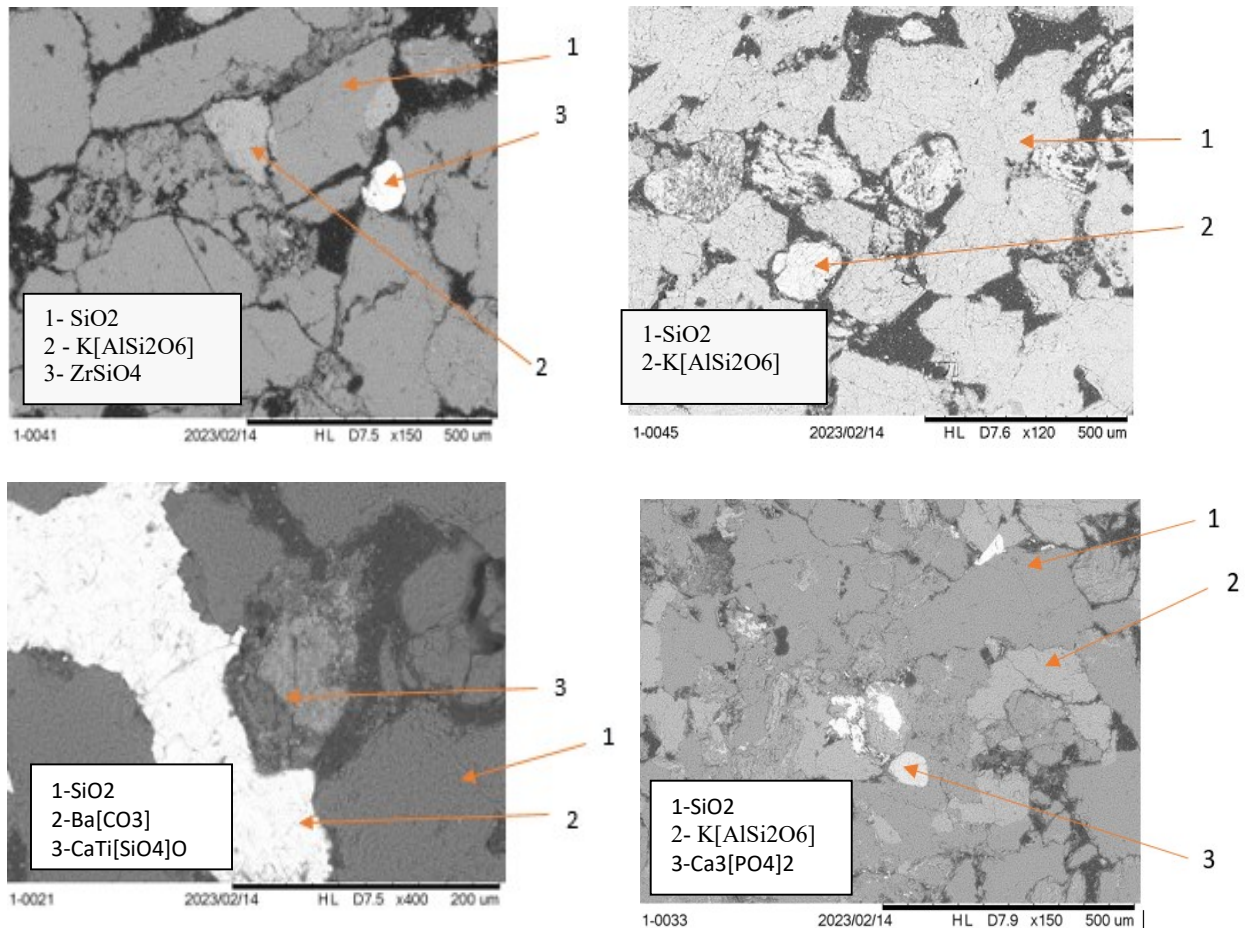 1
3
2
1- SiO2
2 - K[AlSi2O6]
3- ZrSiO4
1-0041 2023/02/14 HL D7.5 x150 500 um
1
2
1-SiO2
2-K[AlSi2O6]
1-0045 2023/02/14 HL D7.6 x120 500 um
3
1
2
1-SiO2
2-Ba[CO3]
3-CaTi[SiO4]O
1-0021 2023/02/14 HL D7.5 x400 200 um
1
2
3
1-SiO2
2- K[AlSi2O6]
3-Ca3[PO4]2
1-0033 2023/02/14 HL D7.9 x150 500 um